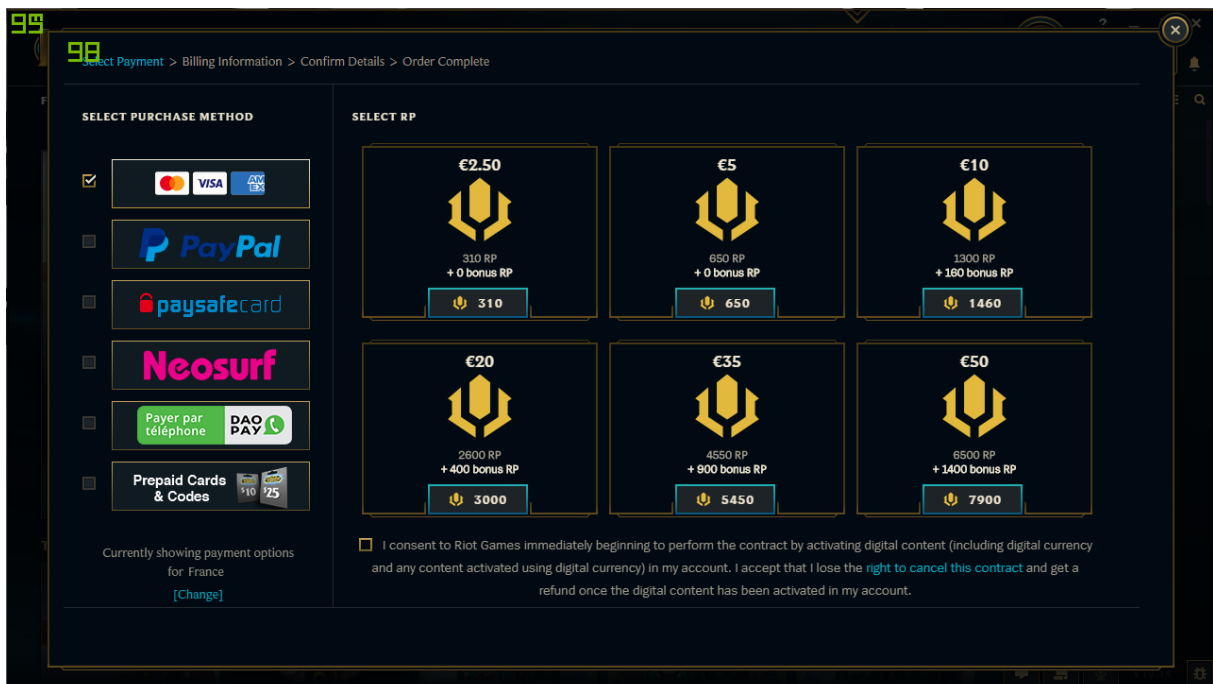 99
98
?
Select Payment > Billing Information > Confirm Details > Order Complete
SELECT PURCHASE METHOD
SELECT RP
VISA
AM
EX
PayPal
paysafecard
Neosurf
Payer par
téléphone
DAO
PAY
Prepaid Cards
& Codes
$10
$25
Currently showing payment options
for France
[Change]
€2.50
310 RP
+ 0 bonus RP
310
€5
650 RP
+ 0 bonus RP
650
€10
1300 RP
+ 160 bonus RP
1460
€20
2600 RP
+ 400 bonus RP
3000
€35
4550 RP
+ 900 bonus RP
5450
€50
6500 RP
+ 1400 bonus RP
7900
I consent to Riot Games immediately beginning to perform the contract by activating digital content (including digital currency
and any content activated using digital currency) in my account. I accept that I lose the right to cancel this contract and get a
refund once the digital content has been activated in my account.